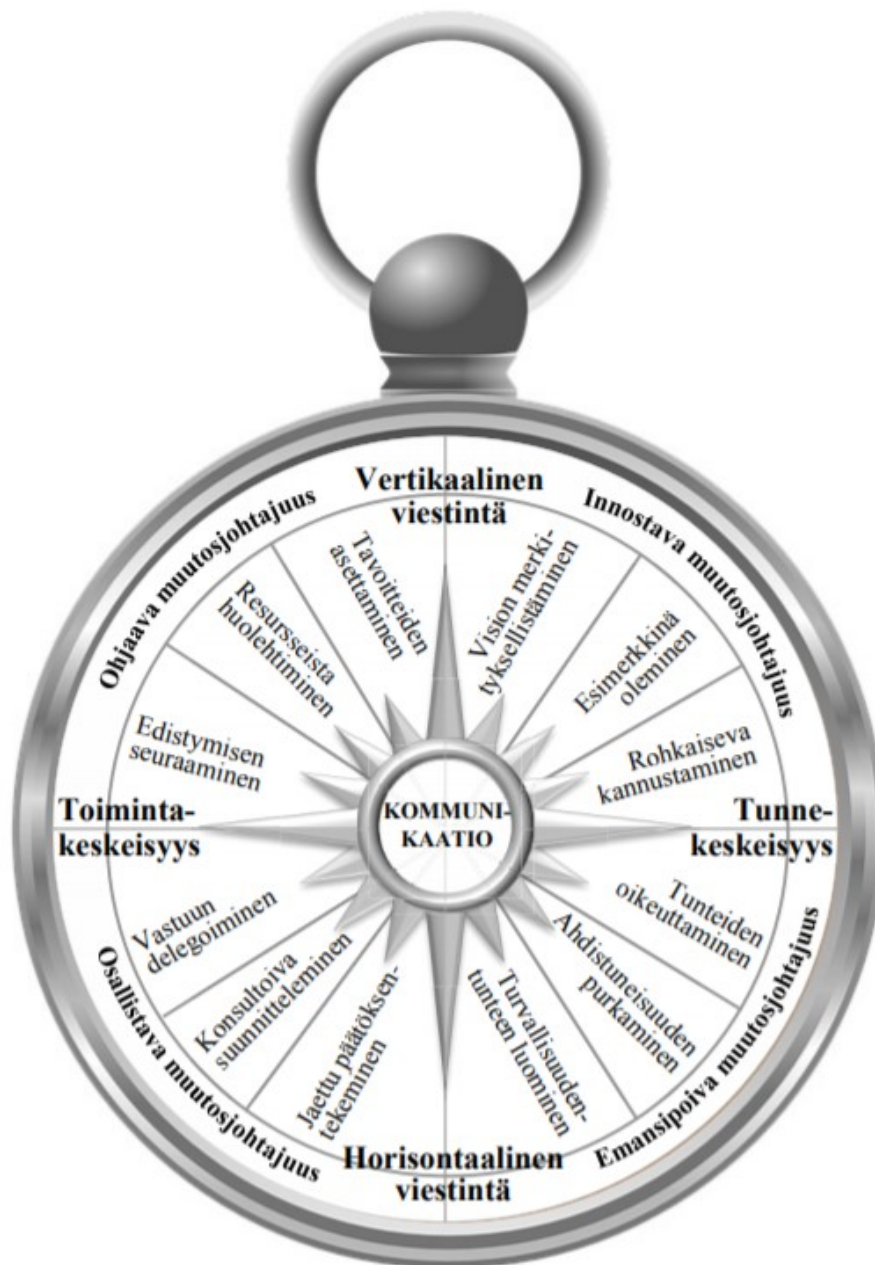 Vertikaalinen
viestintä
Innostava muutosjohtajuus
Vision merki-
tyksellistäminen
Esimerkkinä
oleminen
Rohkaiseva
kannustaminen
Tunne-
keskeisyys
Tunteiden
oikeuttaminen
Ahdistuneisuuden
purkaminen
Turvallisuuden-
tunteen luominen
Emansipoiva muutosjohtajuus
Horisontaalinen
viestintä
Jaettu päätöksen-
tekeminen
Konsultoiva
suunnitteleminen
Vastuun
delegoiminen
Osallistava muutosjohtajuus
Toiminta-
keskeisyys
Edistymisen
seuraaminen
Resursseista
huolehtiminen
Tavoitteiden
asettaminen
Ohjaava muutosjohtajuus
KOMMUNI-
KAATIO